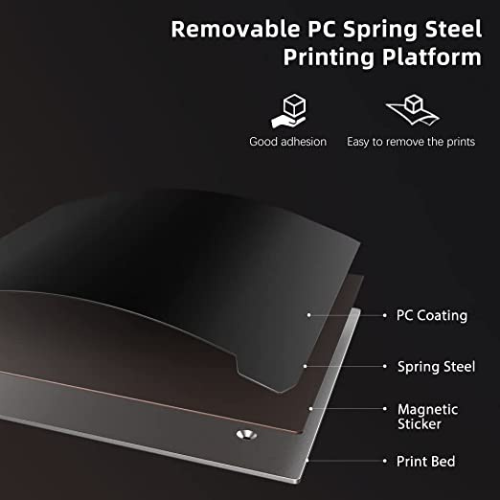 Removable PC Spring Steel
Printing Platform
Good adhesion
Easy to remove the prints
PC Coating
Spring Steel
Magnetic
Sticker
Print Bed